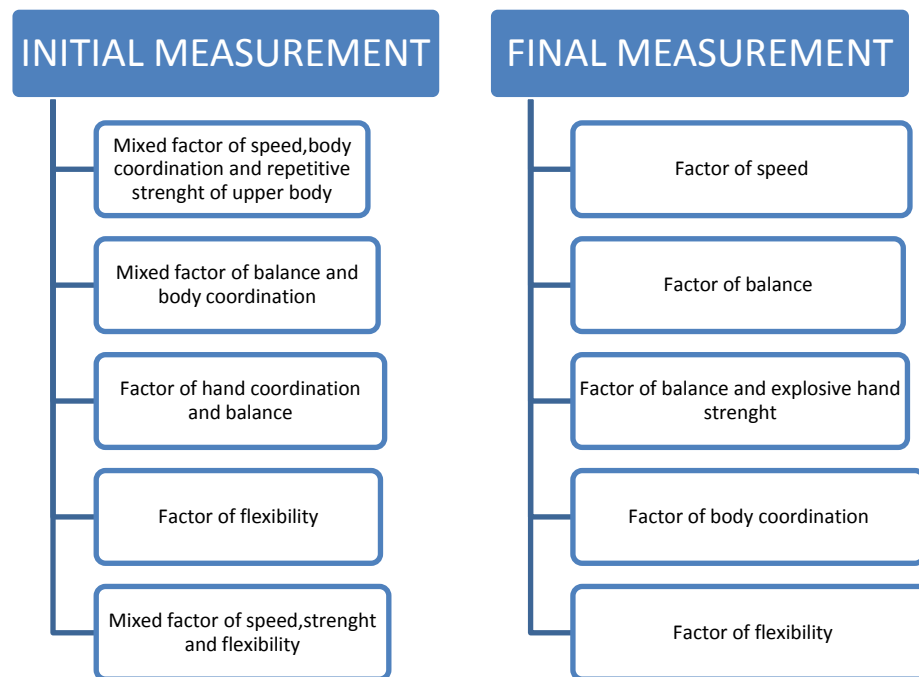 INITIAL MEASUREMENT
Mixed factor of speed,body
coordination and repetitive
strenght of upper body
Mixed factor of balance and
body coordination
Factor of hand coordination
and balance
Factor of flexibility
Mixed factor of speed,strenght
and flexibility
FINAL MEASUREMENT
Factor of speed
Factor of balance
Factor of balance and explosive hand
strenght
Factor of body coordination
Factor of flexibility